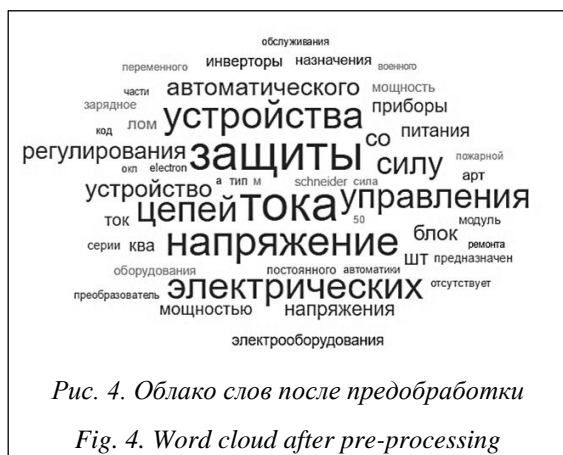 обслуживания
переменного инверторы назначения военного
части автоматического мощность
зарядное устройства приборы
код лом со питания
регулирования защиты силу пожарной
окп electron а тип м schneider сила арт
устройство цепей тока управления
ток 50 модуль
серии ква напряжение блок ремонта
шт предназначен
оборудования постоянного автоматики
преобразователь электрических отсутствует
мощностью напряжения
электрооборудования
Рис. 4. Облако слов после предобработки
Fig. 4. Word cloud after pre-processing